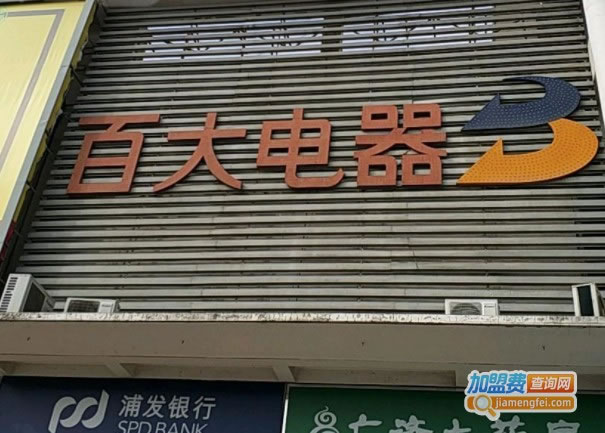 百大电器
浦发银行
SPD BANK
加盟费查询网
jiamengfei.com